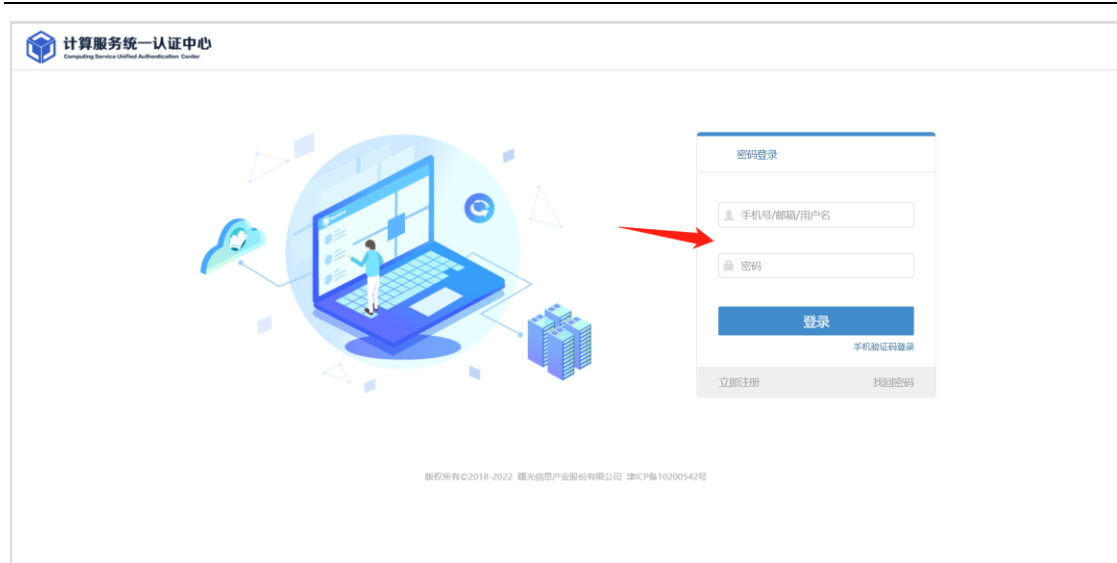 计算服务统一认证中心
Computing Service Unified Authentication Center
密码登录
手机号/邮箱/用户名
密码
登录
手机验证码登录
立即注册 找回密码
版权所有©2018-2022 曙光信息产业股份有限公司 津ICP备10200542号